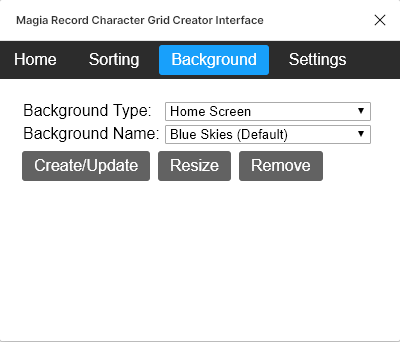 Magia Record Character Grid Creator Interface
Home Sorting Background Settings
Background Type: Home Screen
Background Name: Blue Skies (Default)
Create/Update Resize Remove